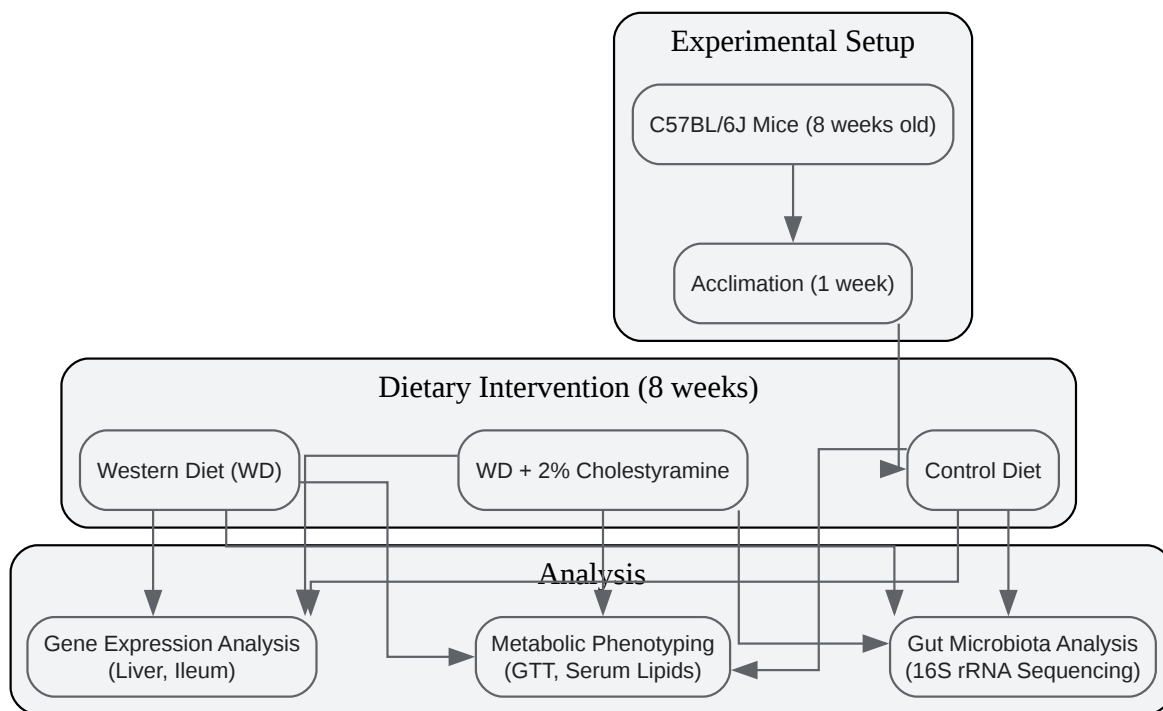 Experimental Setup
C57BL/6J Mice (8 weeks old)
Acclimation (1 week)
Dietary Intervention (8 weeks)
Western Diet (WD)
WD + 2% Cholestyramine
Control Diet
Analysis
Gene Expression Analysis
(Liver, Ileum)
Metabolic Phenotyping
(GTT, Serum Lipids)
Gut Microbiota Analysis
(16S rRNA Sequencing)